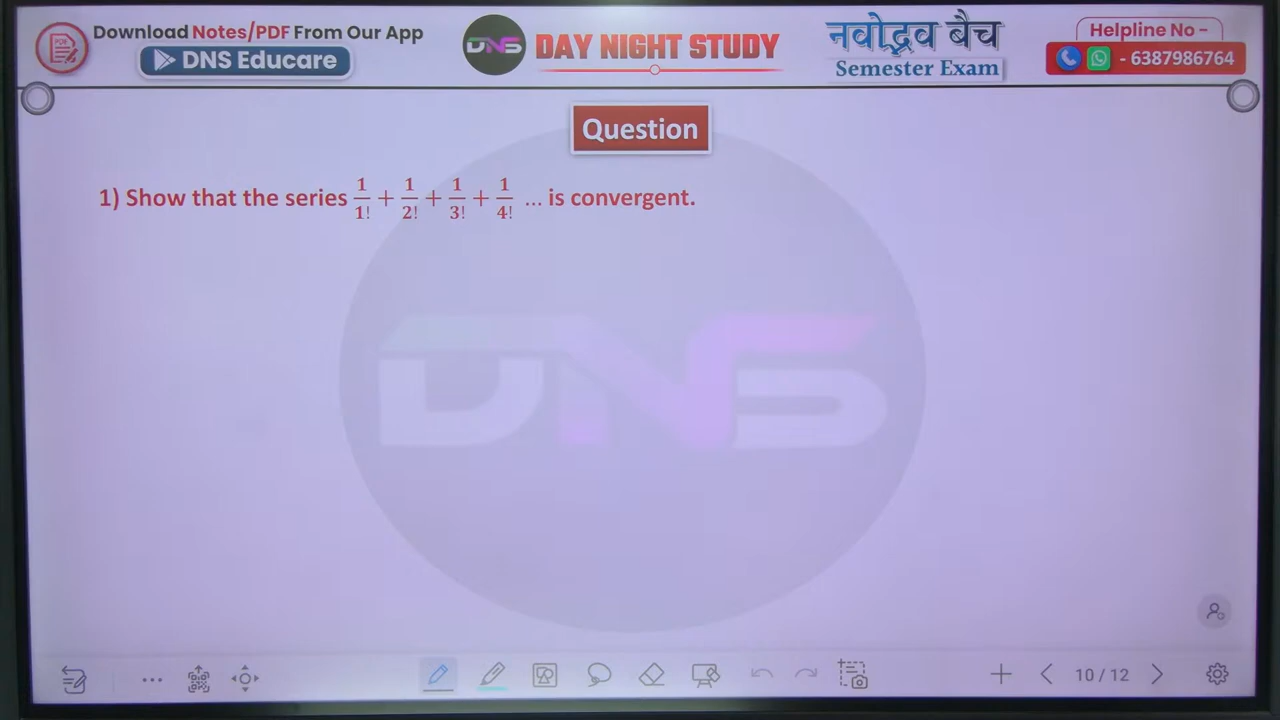 Download Notes/PDF From Our App
DNS Educare
DNS
DAY NIGHT STUDY
नवोद्भव बैच
Semester Exam
Helpline No –
- 6387986764
Question
1) Show that the series 1/1! + 1/2! + 1/3! + 1/4! ... is convergent.
DNS
10 / 12